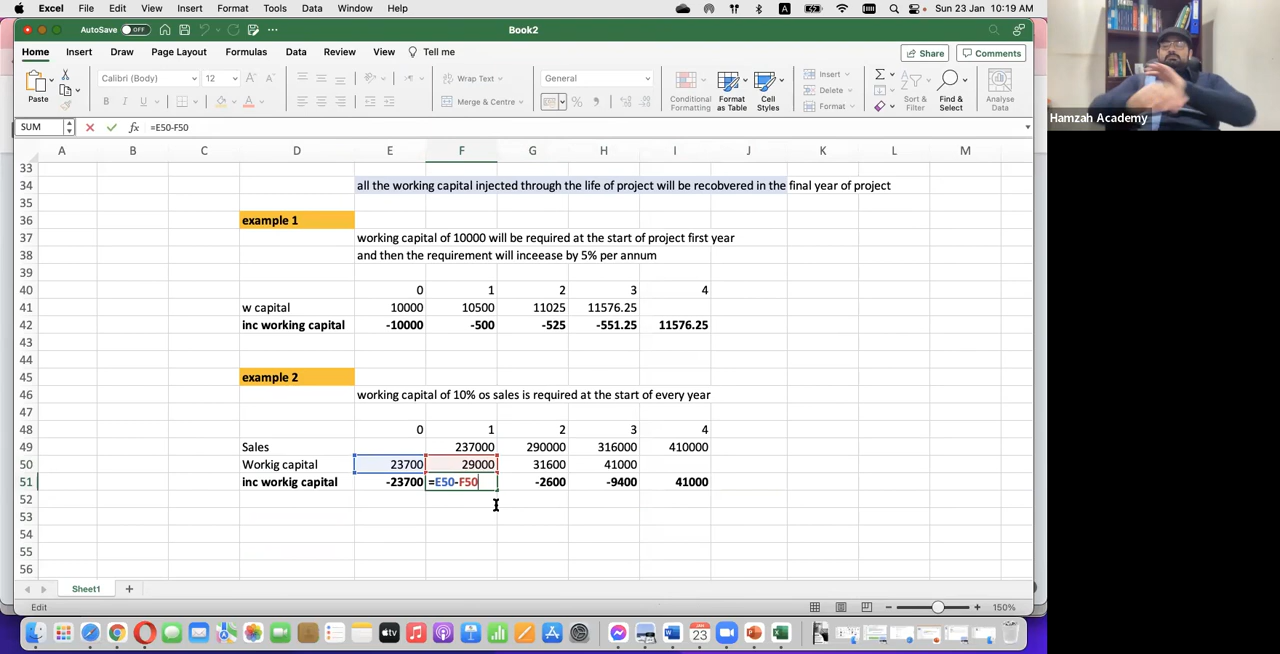 Excel File Edit View Insert Format Tools Data Window Help A Sun 23 Jan 10:19 AM
AutoSave OFF Book2
Home Insert Draw Page Layout Formulas Data Review View Tell me Share Comments
Paste Calibri (Body) 12 A A Wrap Text General Insert
B I U A Merge & Centre % Conditional Formatting Format as Table Cell Styles Delete Format Sort & Filter Find & Select Analyse Data
Hamzah Academy
SUM fx =E50-F50
A B C D E F G H I J K L M
33
34 all the working capital injected through the life of project will be recobvered in the final year of project
35
36 example 1
37 working capital of 10000 will be required at the start of project first year
38 and then the requirement will inceease by 5% per annum
39
40 0 1 2 3 4
41 w capital 10000 10500 11025 11576.25
42 inc working capital -10000 -500 -525 -551.25 11576.25
43
44
45 example 2
46 working capital of 10% os sales is required at the start of every year
47
48 0 1 2 3 4
49 Sales 237000 290000 316000 410000
50 Workig capital 23700 29000 31600 41000
51 inc workig capital -23700 =E50-F50 -2600 -9400 41000
52
53
54
55
56
Sheet1 +
Edit 150%